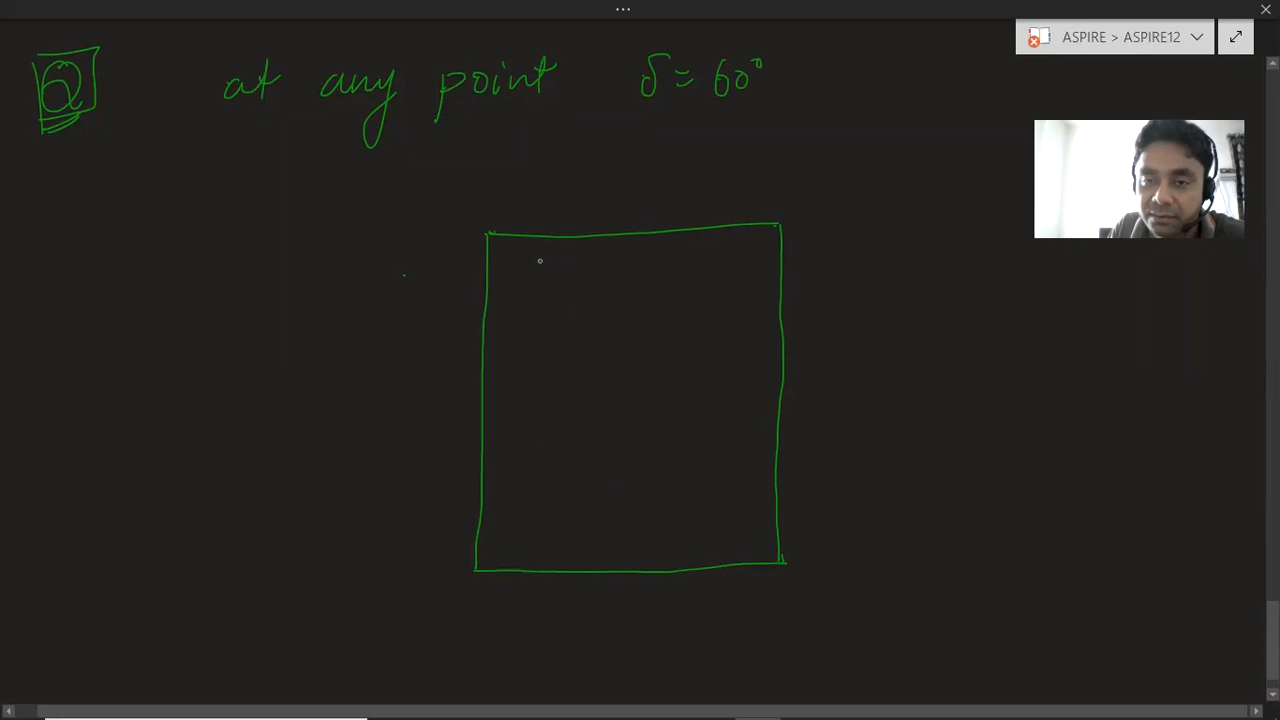 ASPIRE > ASPIRE12
Q at any point δ = 60°